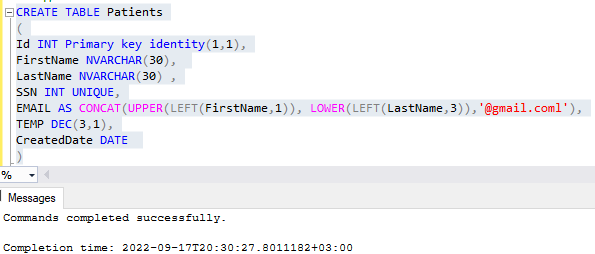 CREATE TABLE Patients
(
Id INT Primary key identity(1,1),
FirstName NVARCHAR(30),
LastName NVARCHAR(30) ,
SSN INT UNIQUE,
EMAIL AS CONCAT(UPPER(LEFT(FirstName,1)), LOWER(LEFT(LastName,3)),'@gmail.coml'),
TEMP DEC(3,1),
CreatedDate DATE
)
%
Messages
Commands completed successfully.
Completion time: 2022-09-17T20:30:27.8011182+03:00